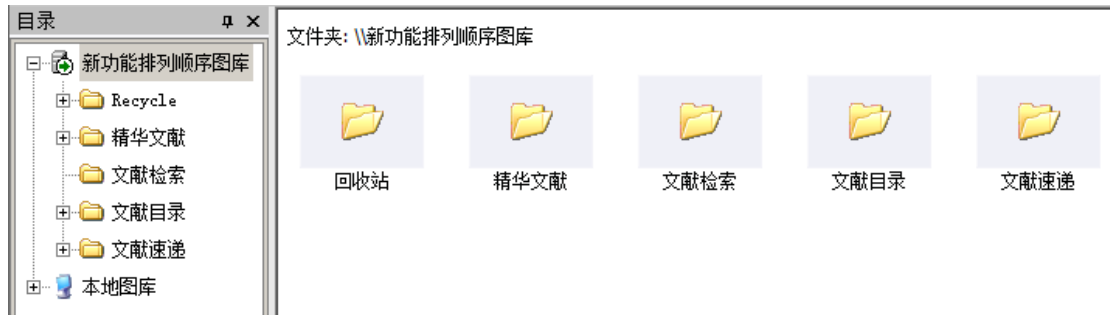 目录
新功能排列顺序图库
Recycle
精华文献
文献检索
文献目录
文献速递
本地图库
文件夹: \\新功能排列顺序图库
回收站
精华文献
文献检索
文献目录
文献速递